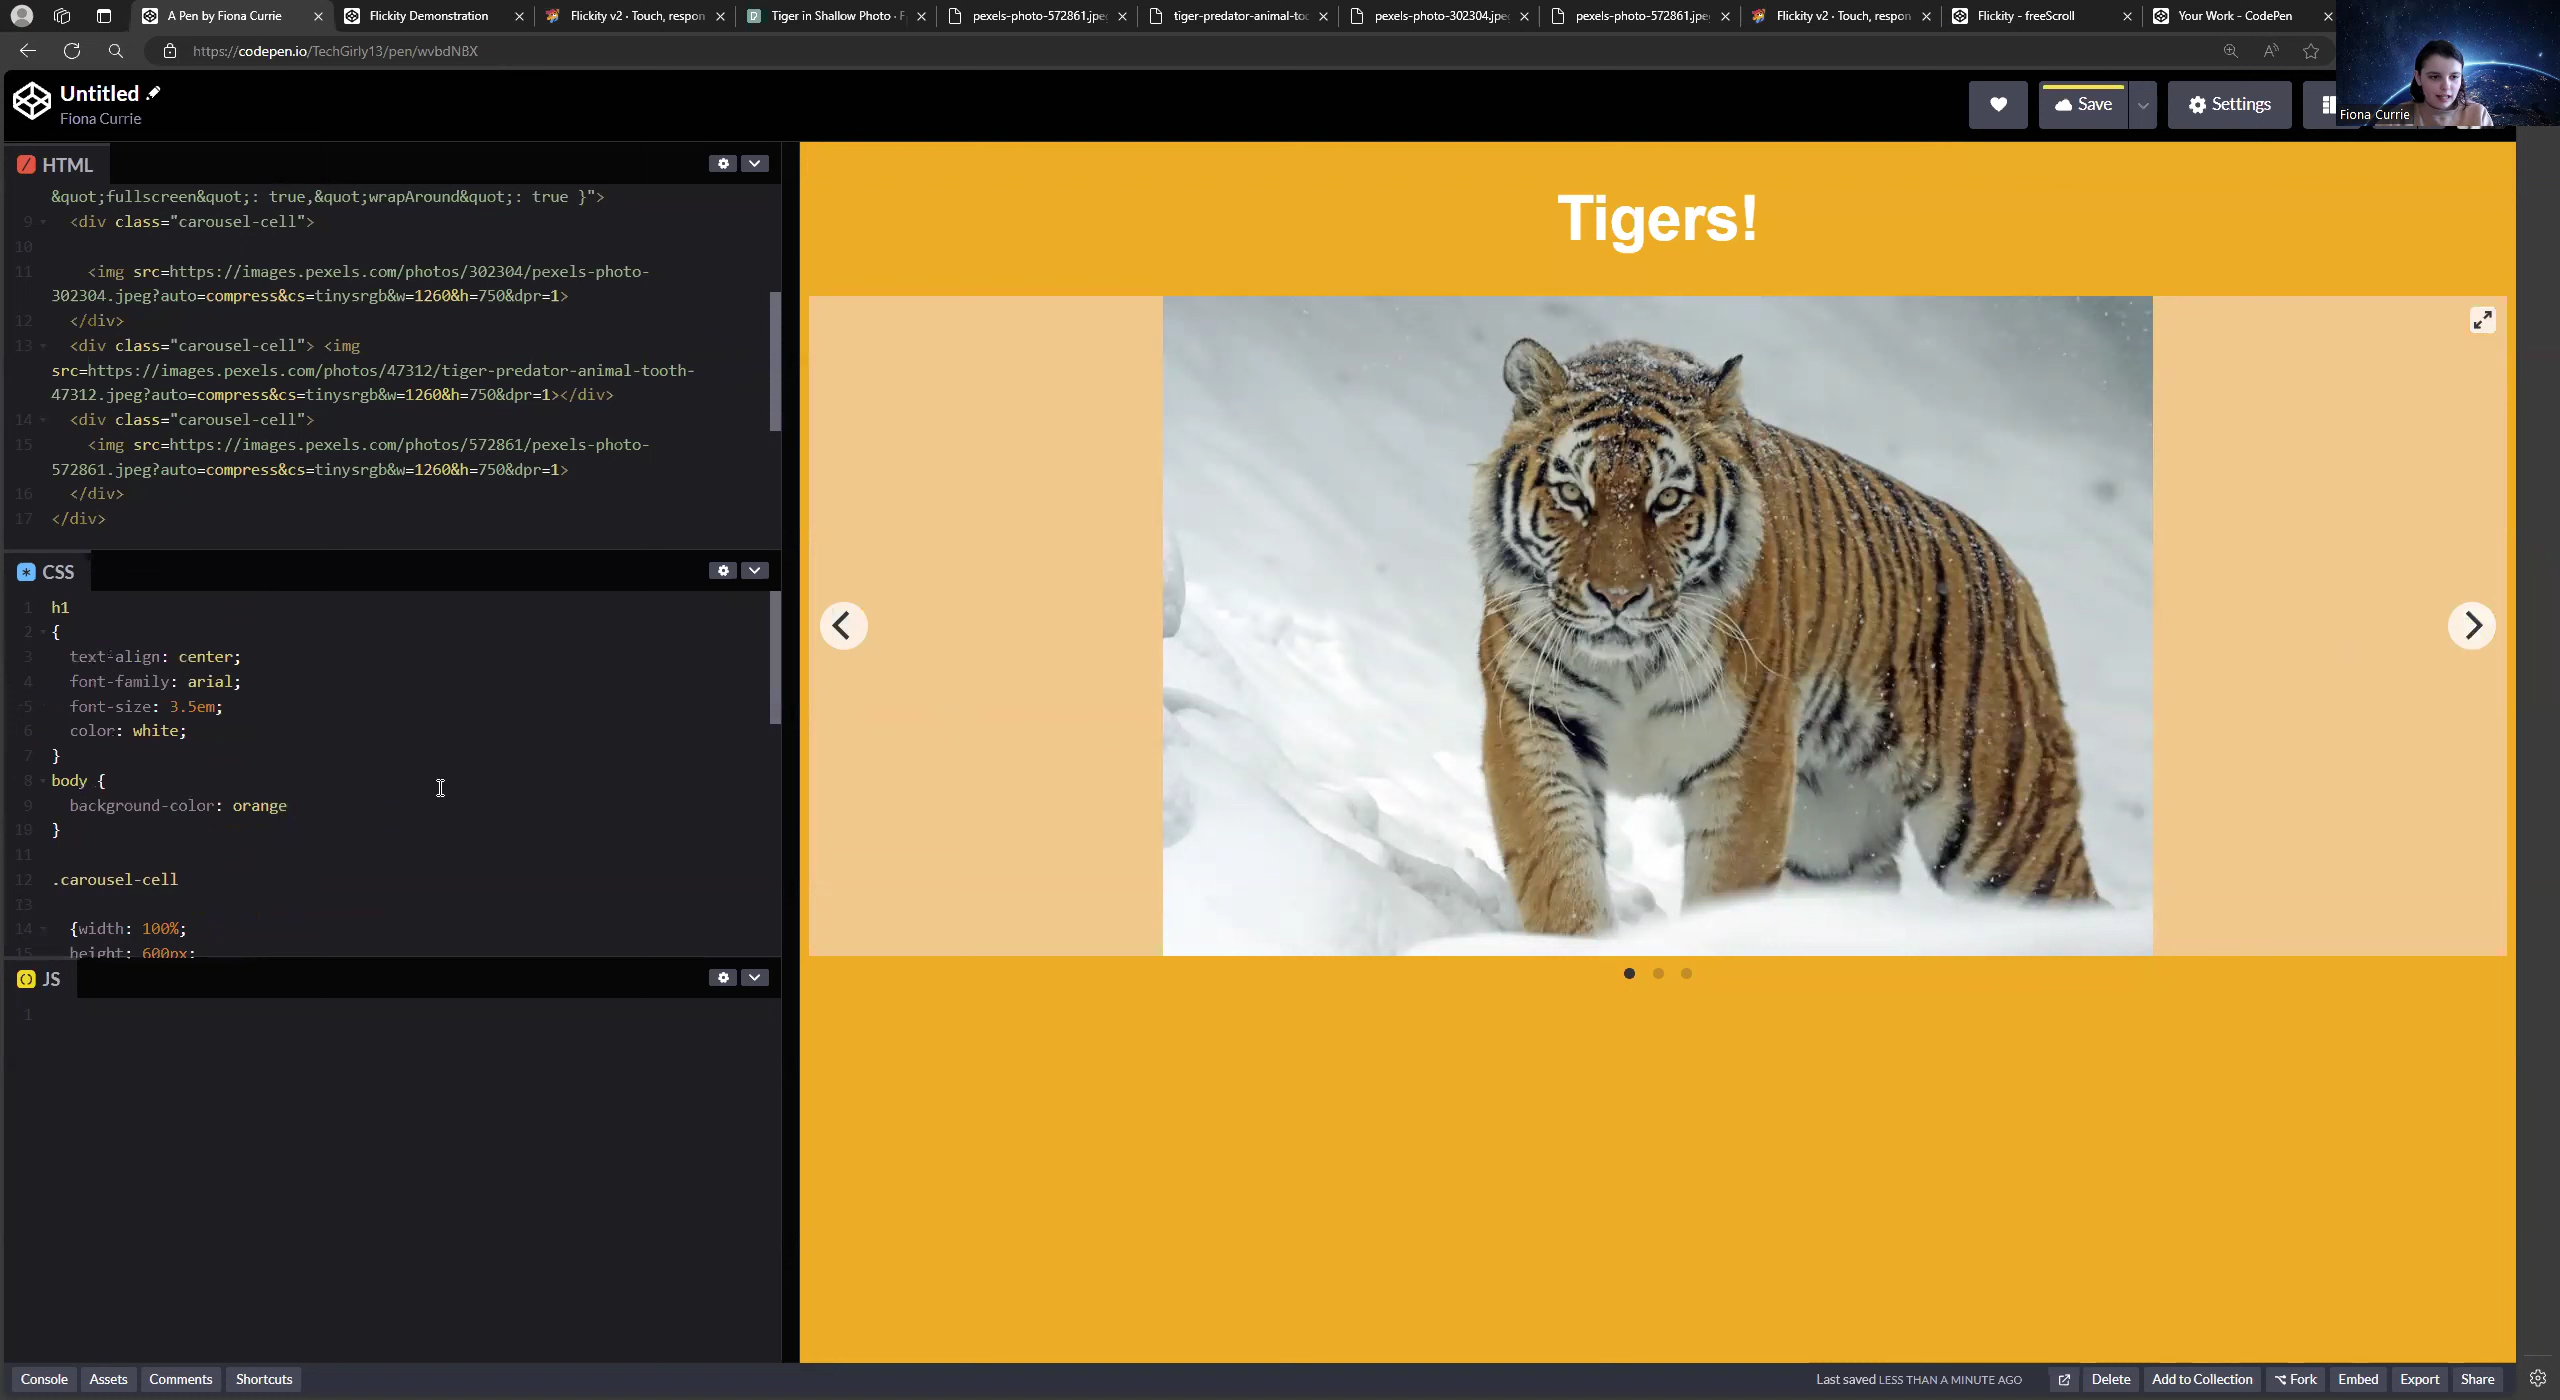 A Pen by Fiona Currie
Flickity Demonstration
Flickity v2 · Touch, respon
Tiger in Shallow Photo ·
pexels-photo-572861.jpe
tiger-predator-animal-to
pexels-photo-302304.jpe
pexels-photo-572861.jpe
Flickity v2 · Touch, respon
Flickity - freeScroll
Your Work - CodePen
https://codepen.io/TechGirly13/pen/wvbdNBX
Untitled
Fiona Currie
Save
Settings
Fiona Currie
HTML
&quot;fullscreen&quot;: true,&quot;wrapAround&quot;: true }">
9 <div class="carousel-cell">
10
11 <img src=https://images.pexels.com/photos/302304/pexels-photo-
302304.jpeg?auto=compress&cs=tinysrgb&w=1260&h=750&dpr=1>
12 </div>
13 <div class="carousel-cell"> <img
src=https://images.pexels.com/photos/47312/tiger-predator-animal-tooth-
47312.jpeg?auto=compress&cs=tinysrgb&w=1260&h=750&dpr=1></div>
14 <div class="carousel-cell">
15 <img src=https://images.pexels.com/photos/572861/pexels-photo-
572861.jpeg?auto=compress&cs=tinysrgb&w=1260&h=750&dpr=1>
16 </div>
17 </div>
CSS
1 h1
2 {
3 text-align: center;
4 font-family: arial;
5 font-size: 3.5em;
6 color: white;
7 }
8 body {
9 background-color: orange
10 }
11
12 .carousel-cell
13
14 {width: 100%;
15 height: 600px;
JS
1
Tigers!
Console
Assets
Comments
Shortcuts
Last saved LESS THAN A MINUTE AGO
Delete
Add to Collection
Fork
Embed
Export
Share